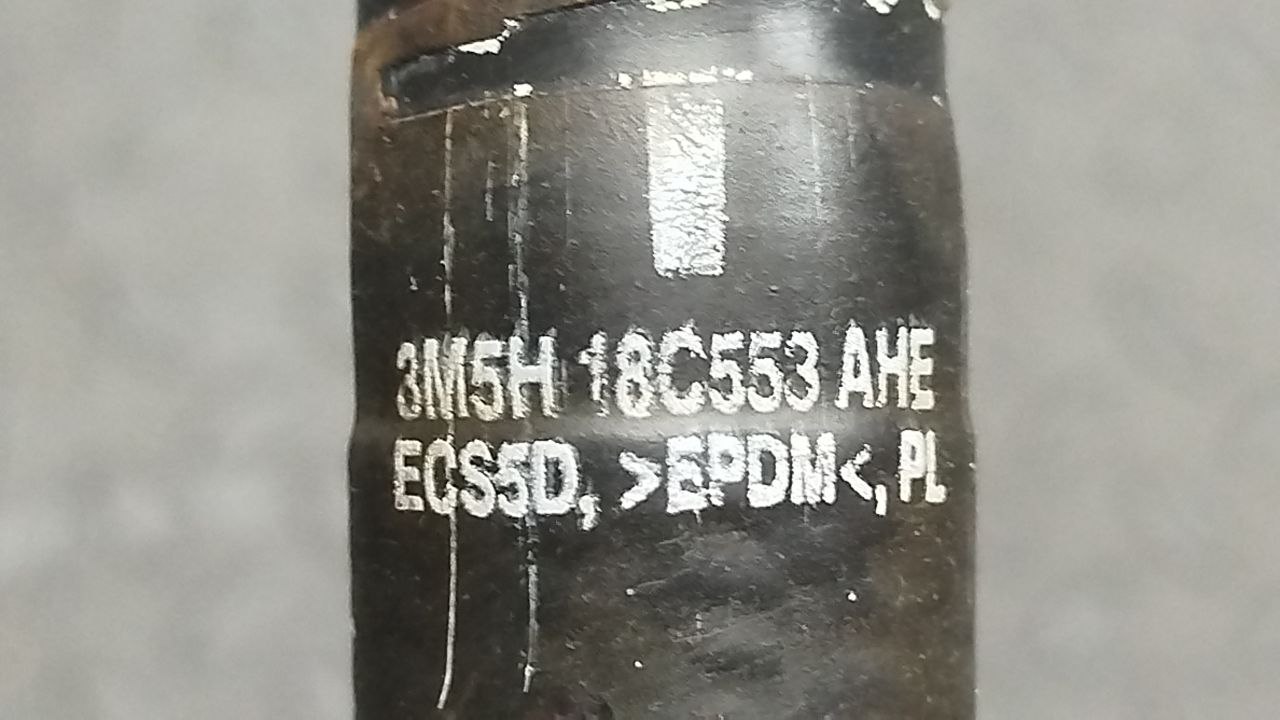 3M5H 18C553 AHE
ECS5D, >EPDM<, PL